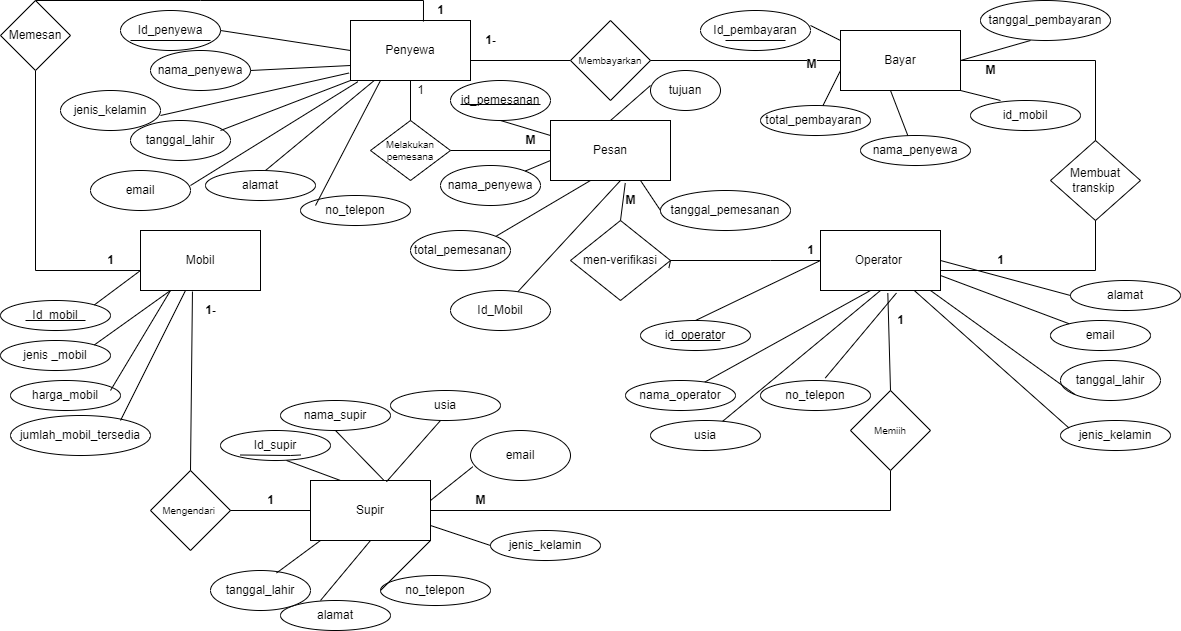 1
Memesan
Id_penyewa
Penyewa
1-
nama_penyewa
jenis_kelamin
tanggal_lahir
email
alamat
no_telepon
1
Melakukan
pemesana
M
Membayarkan
M
Id_pembayaran
Bayar
tanggal_pembayaran
M
id_mobil
total_pembayaran
nama_penyewa
Membuat
transkip
id_pemesanan
tujuan
Pesan
nama_penyewa
total_pemesanan
Id_Mobil
tanggal_pemesanan
M
men-verifikasi
1
Operator
1
alamat
email
tanggal_lahir
jenis_kelamin
id_operator
nama_operator
usia
no_telepon
1
Memiih
1
Mobil
1-
Id_mobil
jenis _mobil
harga_mobil
jumlah_mobil_tersedia
Mengendari
1
Supir
M
Id_supir
nama_supir
usia
email
jenis_kelamin
no_telepon
tanggal_lahir
alamat